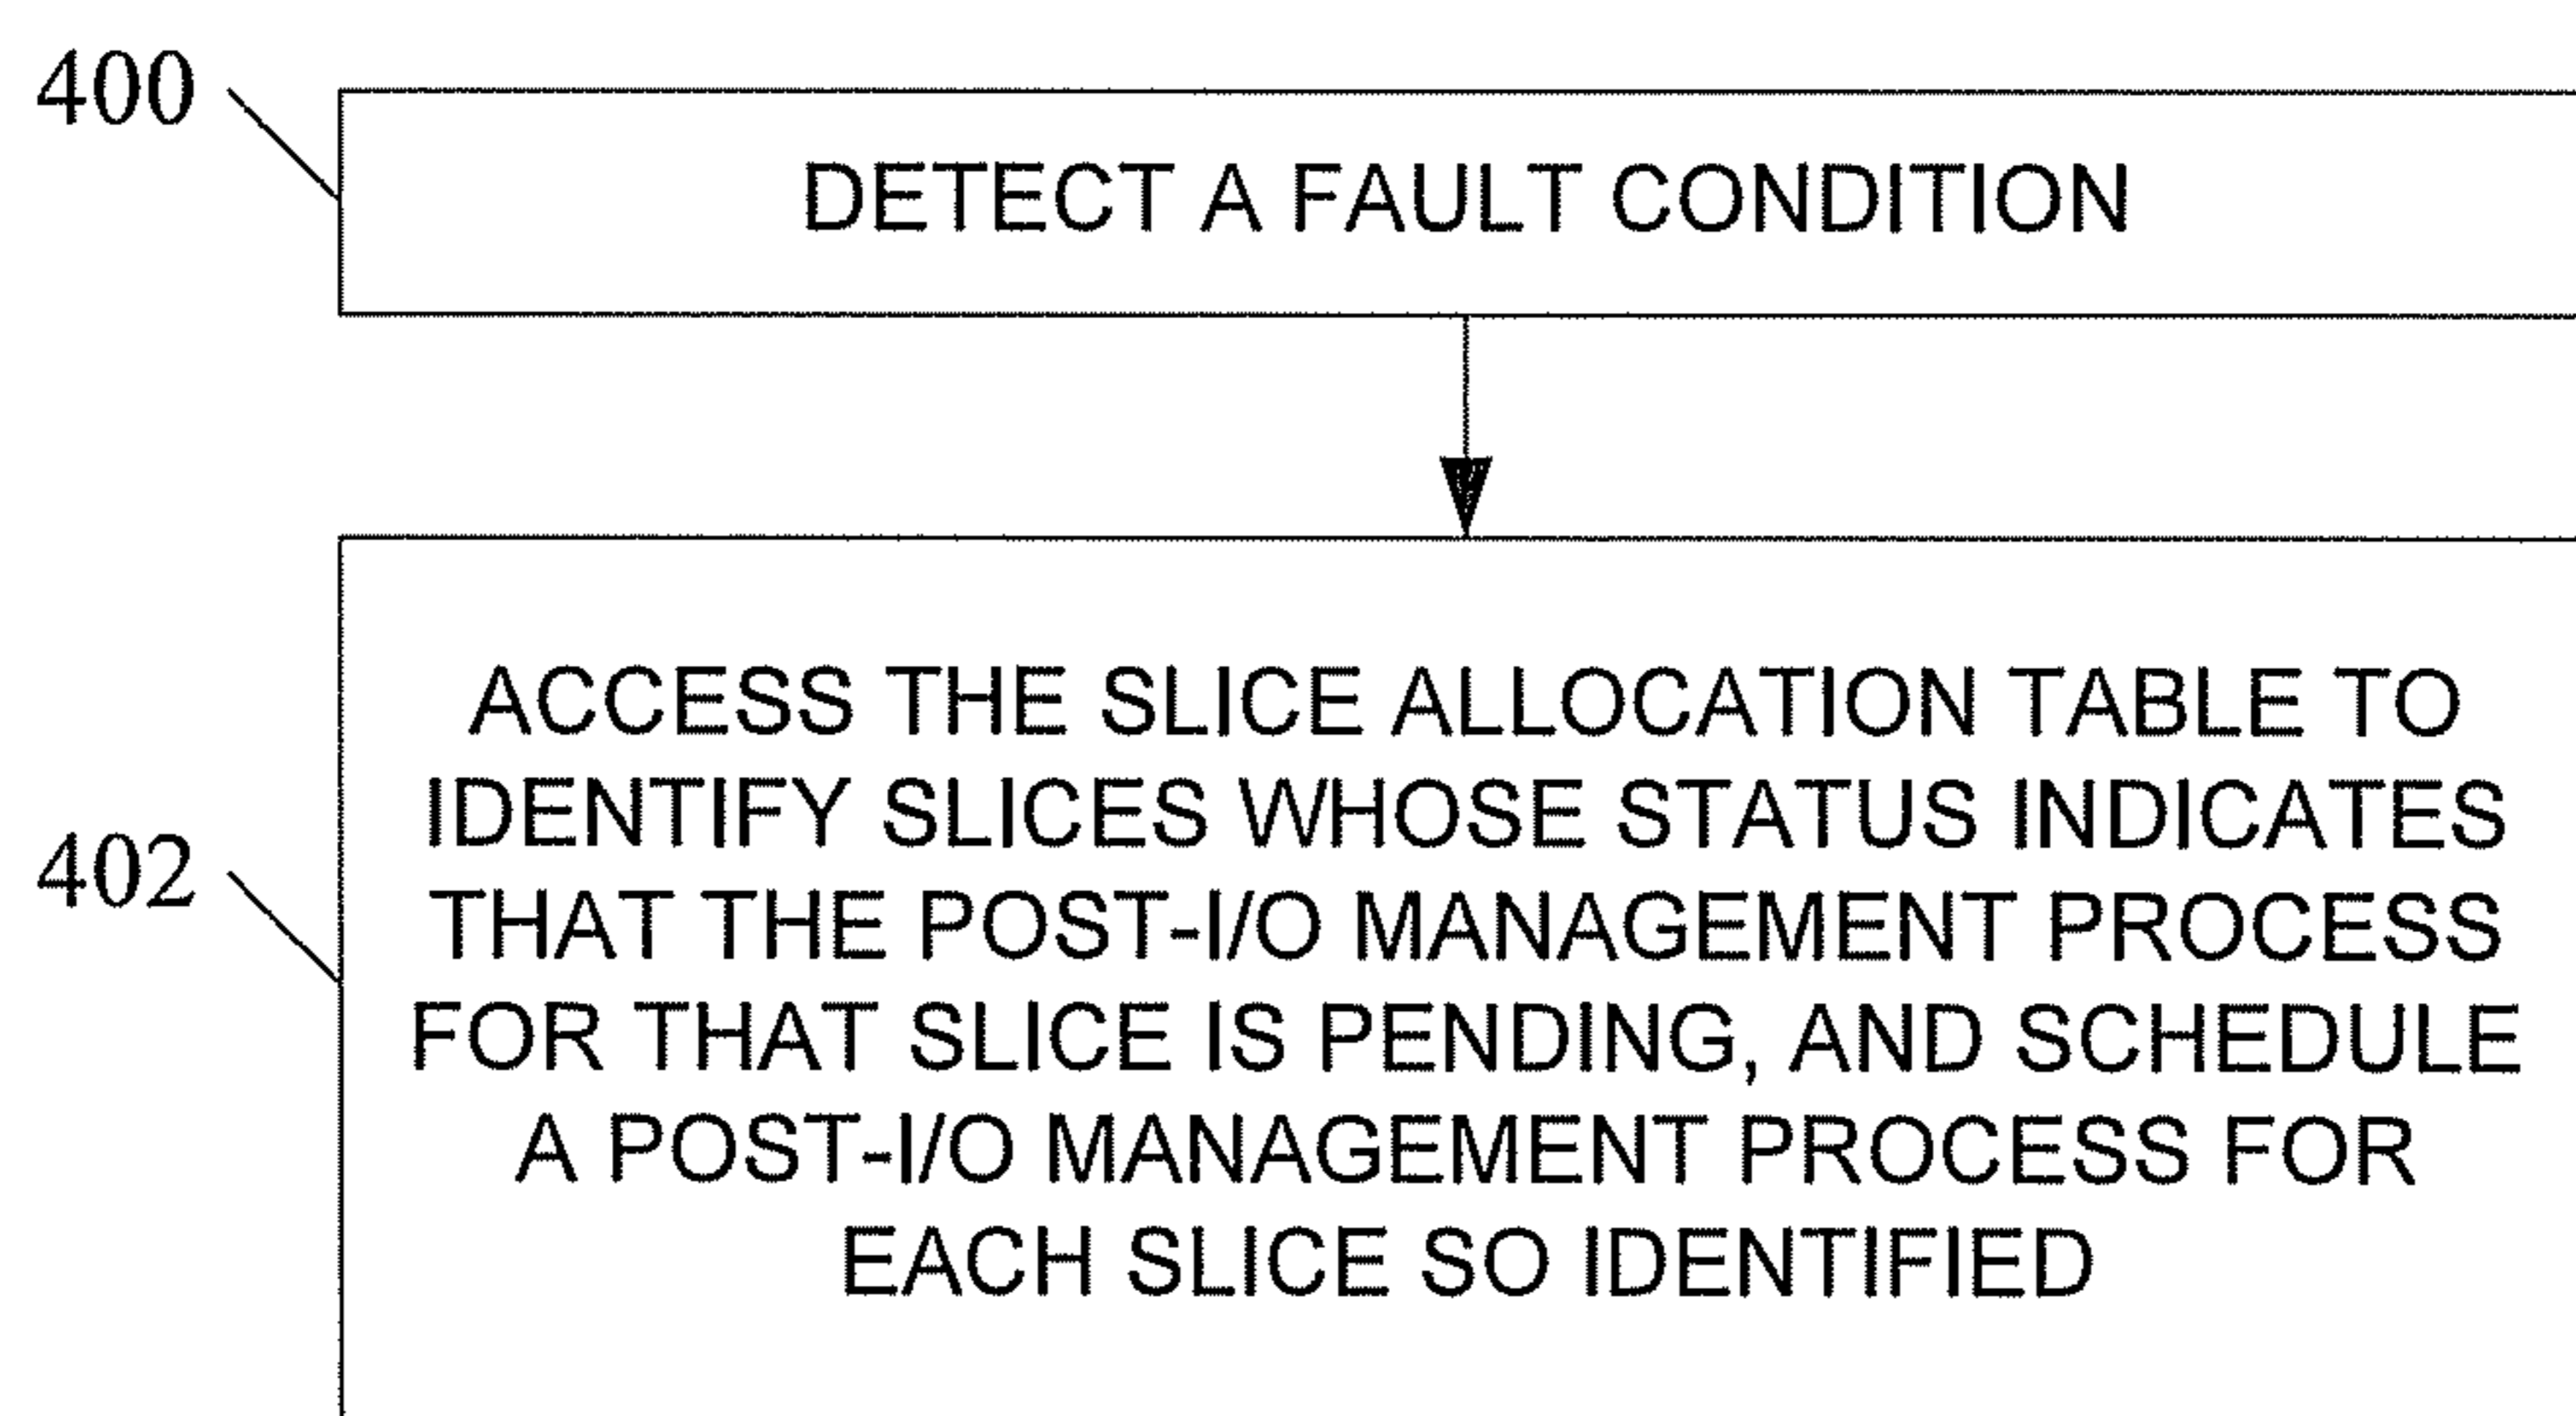 400
DETECT A FAULT CONDITION
402
ACCESS THE SLICE ALLOCATION TABLE TO
IDENTIFY SLICES WHOSE STATUS INDICATES
THAT THE POST-I/O MANAGEMENT PROCESS
FOR THAT SLICE IS PENDING, AND SCHEDULE
A POST-I/O MANAGEMENT PROCESS FOR
EACH SLICE SO IDENTIFIED